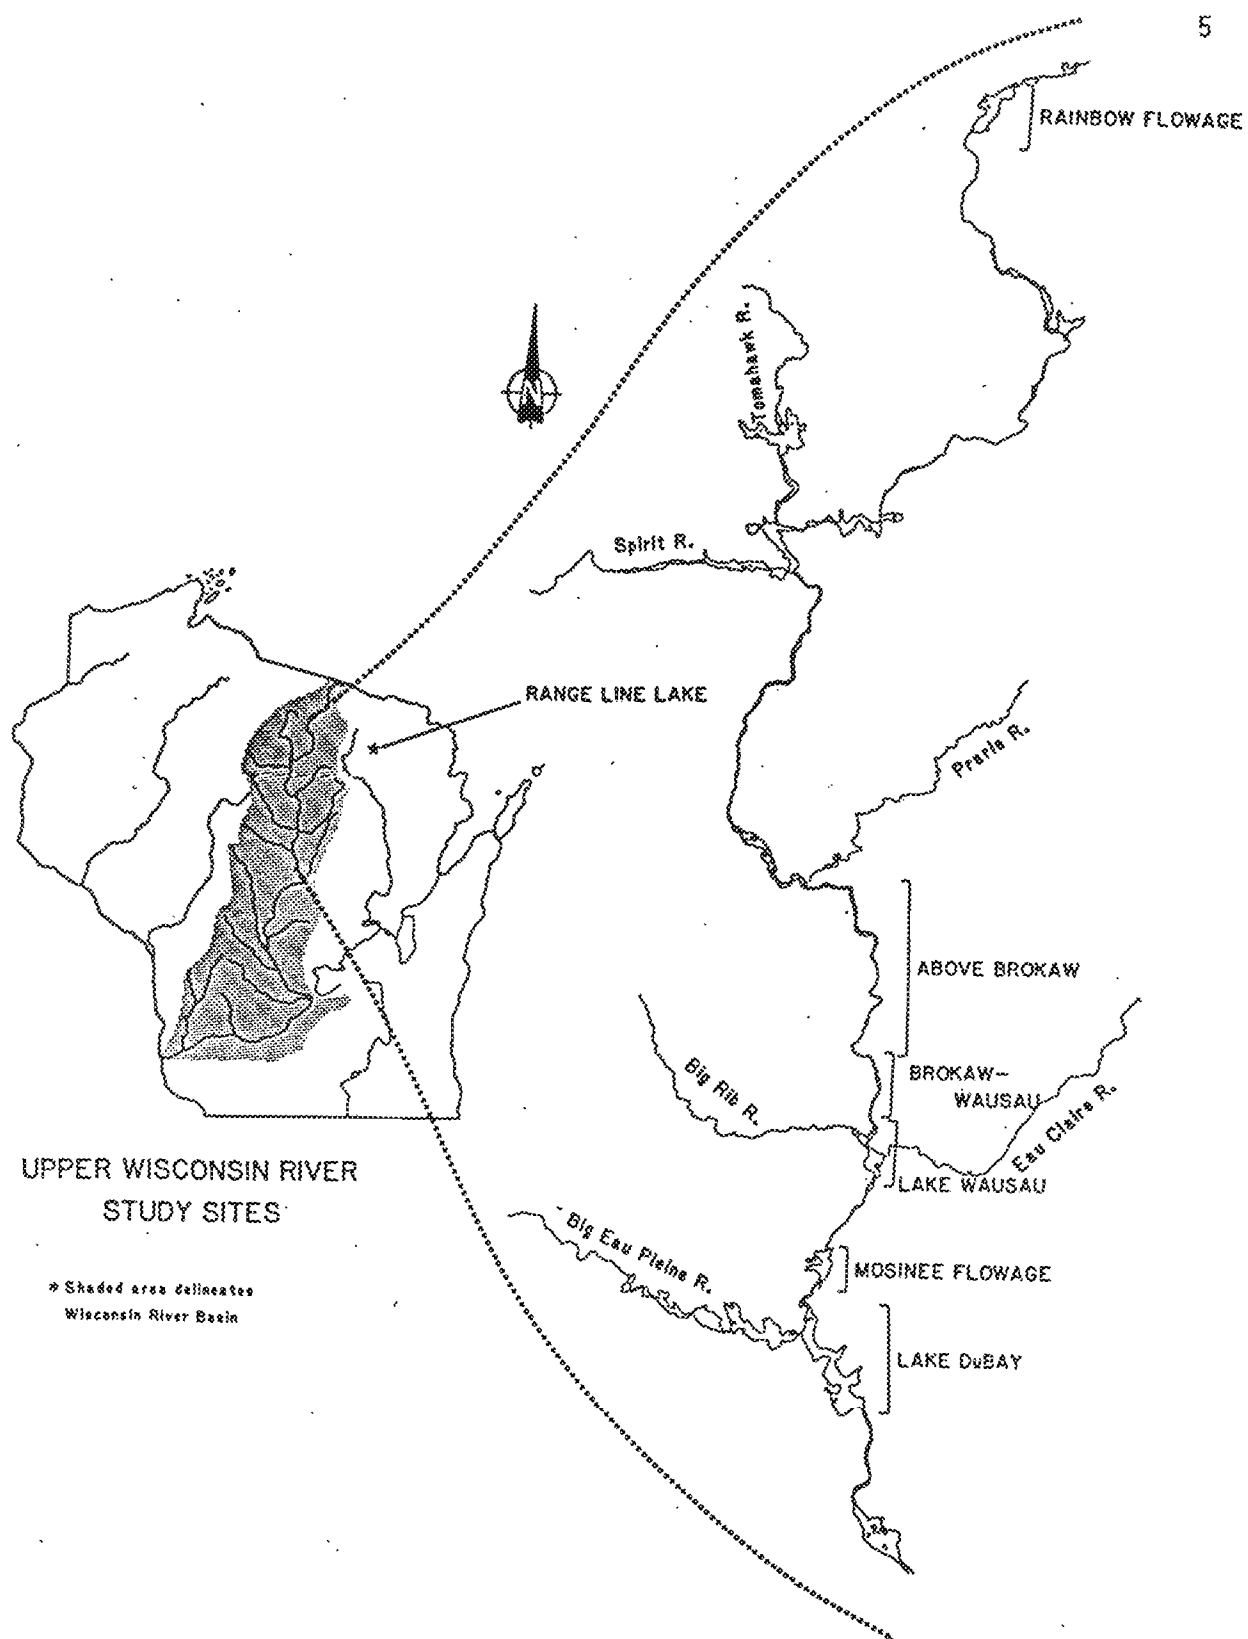 5
RAINBOW FLOWAGE
Tomahawk R.
N
Spirit R.
RANGE LINE LAKE
Prarie R.
ABOVE BROKAW
BROKAW-
WAUSAU
Big Rib R.
Eau Claire R.
LAKE WAUSAU
UPPER WISCONSIN RIVER
STUDY SITES
Big Eau Pleine R.
MOSINEE FLOWAGE
* Shaded area delineates
Wisconsin River Basin
LAKE DuBAY